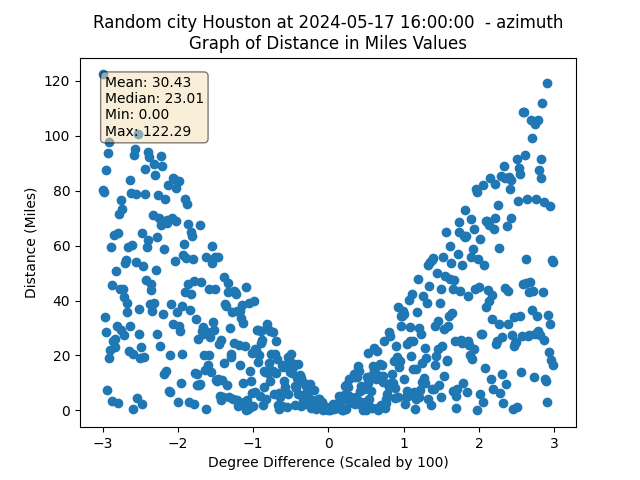 Random city Houston at 2024-05-17 16:00:00  - azimuth
Graph of Distance in Miles Values
120
100
80
60
40
20
0
Distance (Miles)
Mean: 30.43
Median: 23.01
Min: 0.00
Max: 122.29
−3
−2
−1
0
1
2
3
Degree Difference (Scaled by 100)